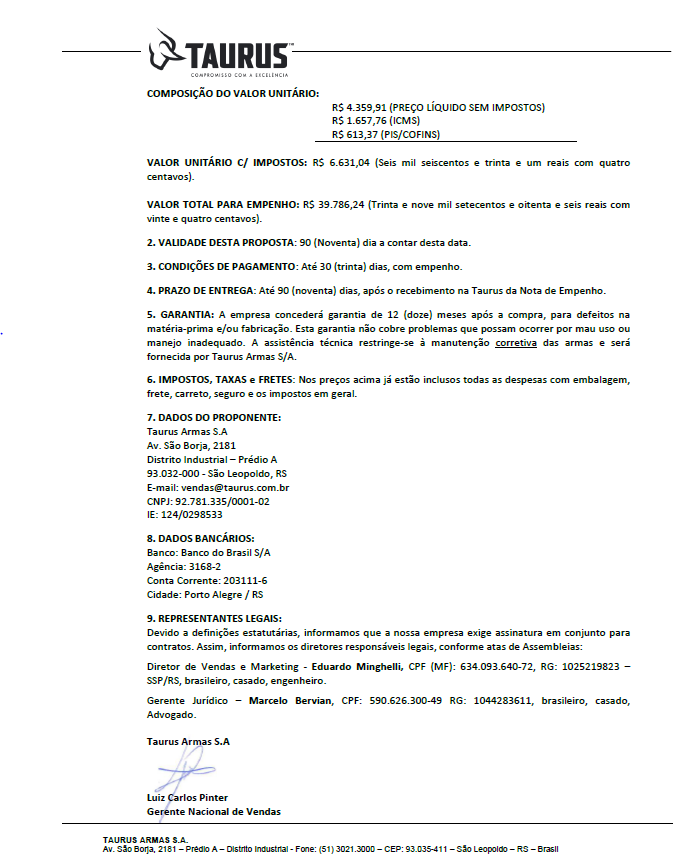 TAURUS™
COMPROMISSO COM A EXCELÊNCIA
COMPOSIÇÃO DO VALOR UNITÁRIO:
R$ 4.359,91 (PREÇO LÍQUIDO SEM IMPOSTOS)
R$ 1.657,76 (ICMS)
R$ 613,37 (PIS/COFINS)
VALOR UNITÁRIO C/ IMPOSTOS: R$ 6.631,04 (Seis mil seiscentos e trinta e um reais com quatro
centavos).
VALOR TOTAL PARA EMPENHO: R$ 39.786,24 (Trinta e nove mil setecentos e oitenta e seis reais com
vinte e quatro centavos).
2. VALIDADE DESTA PROPOSTA: 90 (Noventa) dia a contar desta data.
3. CONDIÇÕES DE PAGAMENTO: Até 30 (trinta) dias, com empenho.
4. PRAZO DE ENTREGA: Até 90 (noventa) dias, após o recebimento na Taurus da Nota de Empenho.
5. GARANTIA: A empresa concederá garantia de 12 (doze) meses após a compra, para defeitos na
matéria-prima e/ou fabricação. Esta garantia não cobre problemas que possam ocorrer por mau uso ou
manejo inadequado. A assistência técnica restringe-se à manutenção corretiva das armas e será
fornecida por Taurus Armas S/A.
6. IMPOSTOS, TAXAS e FRETES: Nos preços acima já estão inclusos todas as despesas com embalagem,
frete, carreto, seguro e os impostos em geral.
7. DADOS DO PROPONENTE:
Taurus Armas S.A
Av. São Borja, 2181
Distrito Industrial – Prédio A
93.032-000 - São Leopoldo, RS
E-mail: vendas@taurus.com.br
CNPJ: 92.781.335/0001-02
IE: 124/0298533
8. DADOS BANCÁRIOS:
Banco: Banco do Brasil S/A
Agência: 3168-2
Conta Corrente: 203111-6
Cidade: Porto Alegre / RS
9. REPRESENTANTES LEGAIS:
Devido a definições estatutárias, informamos que a nossa empresa exige assinatura em conjunto para
contratos. Assim, informamos os diretores responsáveis legais, conforme atas de Assembleias:
Diretor de Vendas e Marketing - Eduardo Minghelli, CPF (MF): 634.093.640-72, RG: 1025219823 –
SSP/RS, brasileiro, casado, engenheiro.
Gerente Jurídico – Marcelo Bervian, CPF: 590.626.300-49 RG: 1044283611, brasileiro, casado,
Advogado.
Taurus Armas S.A
Luiz Carlos Pinter
Gerente Nacional de Vendas
TAURUS ARMAS S.A.
Av. São Borja, 2181 – Prédio A – Distrito Industrial - Fone: (51) 3021.3000 – CEP: 93.035-411 – São Leopoldo – RS – Brasil